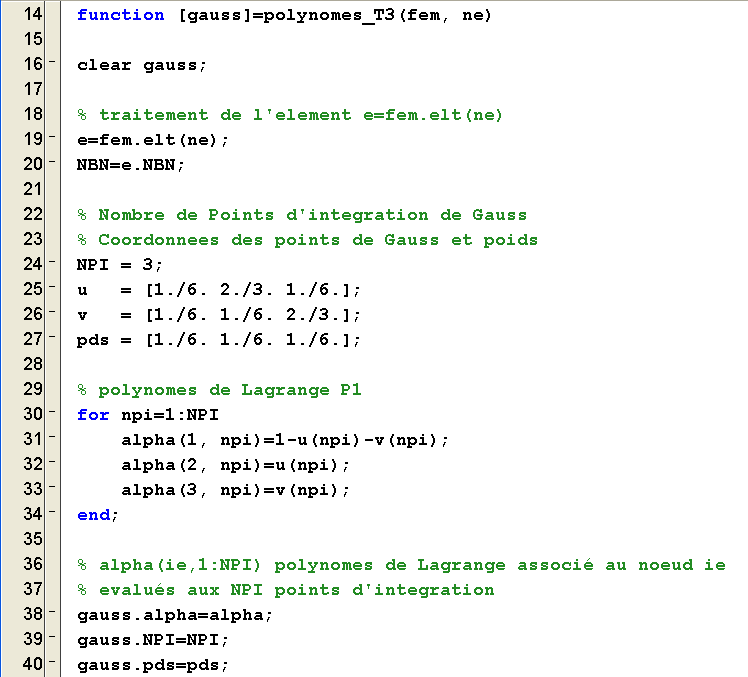 14 function [gauss]=polynomes_T3(fem, ne)
15
16 - clear gauss;
17
18 % traitement de l'element e=fem.elt(ne)
19 - e=fem.elt(ne);
20 - NBN=e.NBN;
21
22 % Nombre de Points d'integration de Gauss
23 % Coordonnees des points de Gauss et poids
24 - NPI = 3;
25 - u   = [1./6. 2./3. 1./6.];
26 - v   = [1./6. 1./6. 2./3.];
27 - pds = [1./6. 1./6. 1./6.];
28
29 % polynomes de Lagrange P1
30 - for npi=1:NPI
31 -     alpha(1, npi)=1-u(npi)-v(npi);
32 -     alpha(2, npi)=u(npi);
33 -     alpha(3, npi)=v(npi);
34 - end;
35
36 % alpha(ie,1:NPI) polynomes de Lagrange associé au noeud ie
37 % evalués aux NPI points d'integration
38 - gauss.alpha=alpha;
39 - gauss.NPI=NPI;
40 - gauss.pds=pds;